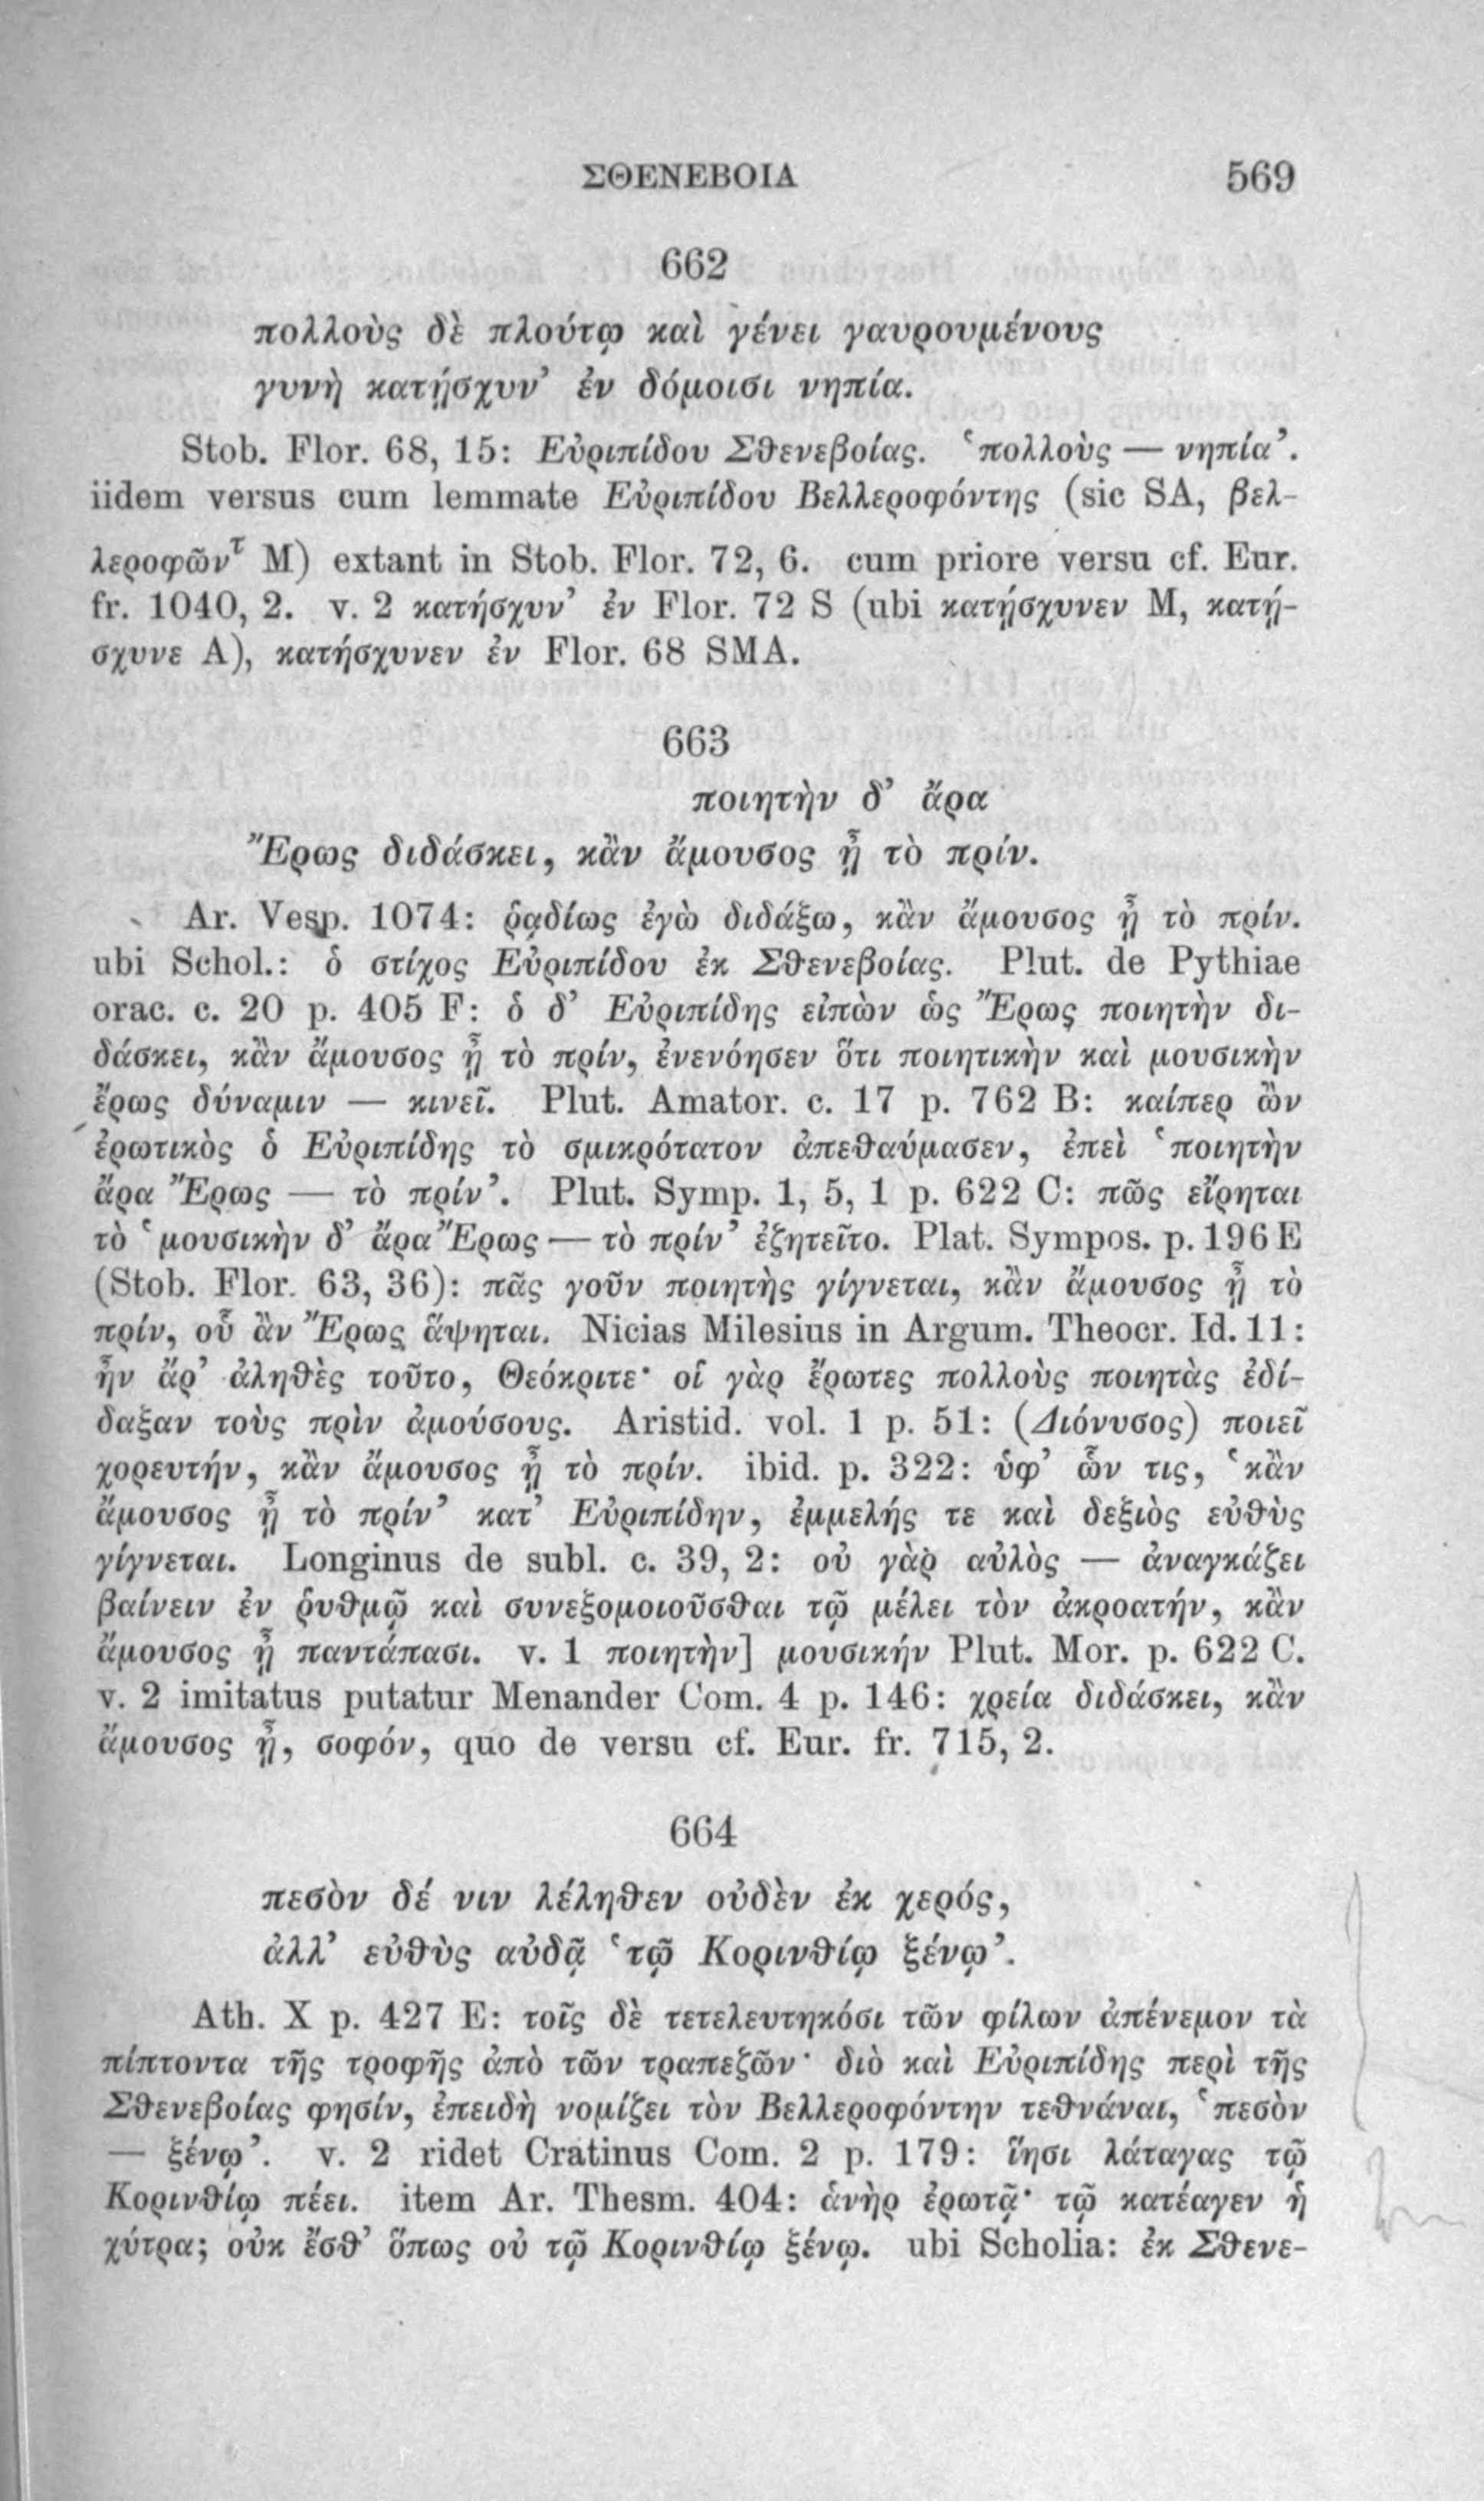 ΣΘΕΝΕΒΟΙΑ 569
662
πολλοὺς δὲ πλούτῳ καὶ γένει γαυρουμένους
γυνὴ κατῄσχυν’ ἐν δόμοισι νηπία.
Stob. Flor. 68, 15: Εὐριπίδου Σθενεβοίας. ‘πολλοὺς — νηπία’.
iidem versus cum lemmate Εὐριπίδου Βελλεροφόντης (sic SA, βελ-
λεροφῶνᵗ M) extant in Stob. Flor. 72, 6. cum priore versu cf. Eur.
fr. 1040, 2. v. 2 κατήσχυν’ ἐν Flor. 72 S (ubi κατῄσχυνεν M, κατῄ-
σχυνε A), κατήσχυνεν ἐν Flor. 68 SMA.
663
ποιητὴν δ’ ἄρα
Ἔρως διδάσκει, κἂν ἄμουσος ᾖ τὸ πρίν.
Ar. Vesp. 1074: ῥᾳδίως ἐγὼ διδάξω, κἂν ἄμουσος ᾖ τὸ πρίν.
ubi Schol.: ὁ στίχος Εὐριπίδου ἐκ Σθενεβοίας. Plut. de Pythiae
orac. c. 20 p. 405 F: ὁ δ’ Εὐριπίδης εἰπὼν ὡς Ἔρως ποιητὴν δι-
δάσκει, κἂν ἄμουσος ᾖ τὸ πρίν, ἐνενόησεν ὅτι ποιητικὴν καὶ μουσικὴν
ἔρως δύναμιν — κινεῖ. Plut. Amator. c. 17 p. 762 B: καίπερ ὢν
ἐρωτικὸς ὁ Εὐριπίδης τὸ σμικρότατον ἀπεθαύμασεν, ἐπεὶ ‘ποιητὴν
ἄρα Ἔρως — τὸ πρίν’. Plut. Symp. 1, 5, 1 p. 622 C: πῶς εἴρηται
τὸ ‘μουσικὴν δ’ ἄρα Ἔρως — τὸ πρίν’ ἐζητεῖτο. Plat. Sympos. p. 196 E
(Stob. Flor. 63, 36): πᾶς γοῦν ποιητὴς γίγνεται, κἂν ἄμουσος ᾖ τὸ
πρίν, οὗ ἂν Ἔρως ἅψηται. Nicias Milesius in Argum. Theocr. Id. 11:
ἦν ἄρ’ ἀληθὲς τοῦτο, Θεόκριτε· οἱ γὰρ ἔρωτες πολλοὺς ποιητὰς ἐδί-
δαξαν τοὺς πρὶν ἀμούσους. Aristid. vol. 1 p. 51: (Διόνυσος) ποιεῖ
χορευτήν, κἂν ἄμουσος ᾖ τὸ πρίν. ibid. p. 322: ὑφ’ ὧν τις, ‘κἂν
ἄμουσος ᾖ τὸ πρίν’ κατ’ Εὐριπίδην, ἐμμελής τε καὶ δεξιὸς εὐθὺς
γίγνεται. Longinus de subl. c. 39, 2: οὐ γὰρ αὐλὸς — ἀναγκάζει
βαίνειν ἐν ῥυθμῷ καὶ συνεξομοιοῦσθαι τῷ μέλει τὸν ἀκροατήν, κἂν
ἄμουσος ᾖ παντάπασι. v. 1 ποιητὴν] μουσικήν Plut. Mor. p. 622 C.
v. 2 imitatus putatur Menander Com. 4 p. 146: χρεία διδάσκει, κἂν
ἄμουσος ᾖ, σοφόν, quo de versu cf. Eur. fr. 715, 2.
664
πεσὸν δέ νιν λέληθεν οὐδὲν ἐκ χερός,
ἀλλ’ εὐθὺς αὐδᾷ ‘τῷ Κορινθίῳ ξένῳ’.
Ath. X p. 427 E: τοῖς δὲ τετελευτηκόσι τῶν φίλων ἀπένεμον τὰ
πίπτοντα τῆς τροφῆς ἀπὸ τῶν τραπεζῶν· διὸ καὶ Εὐριπίδης περὶ τῆς
Σθενεβοίας φησίν, ἐπειδὴ νομίζει τὸν Βελλεροφόντην τεθνάναι, ‘πεσὸν
— ξένῳ’. v. 2 ridet Cratinus Com. 2 p. 179: ἵησι λάταγας τῷ
Κορινθίῳ πέει. item Ar. Thesm. 404: ἁνὴρ ἐρωτᾷ· τῷ κατέαγεν ἡ
χύτρα; οὐκ ἔσθ’ ὅπως οὐ τῷ Κορινθίῳ ξένῳ. ubi Scholia: ἐκ Σθενε-